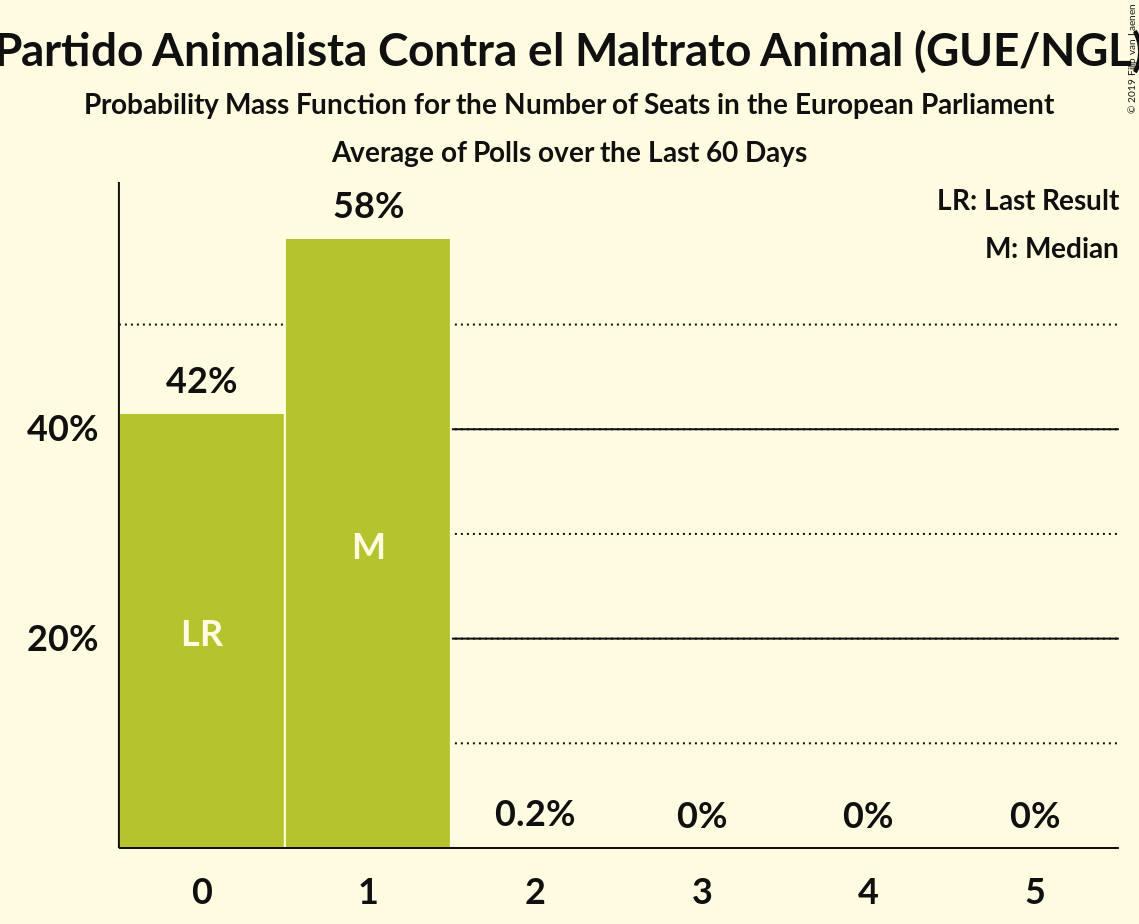 Partido Animalista Contra el Maltrato Animal (GUE/NGL)
© 2019 Filip van Laenen
Probability Mass Function for the Number of Seats in the European Parliament
Average of Polls over the Last 60 Days
LR: Last Result
M: Median
58%
42%
40%
M
LR
20%
0.2%
0%
0%
0%
0
1
2
3
4
5